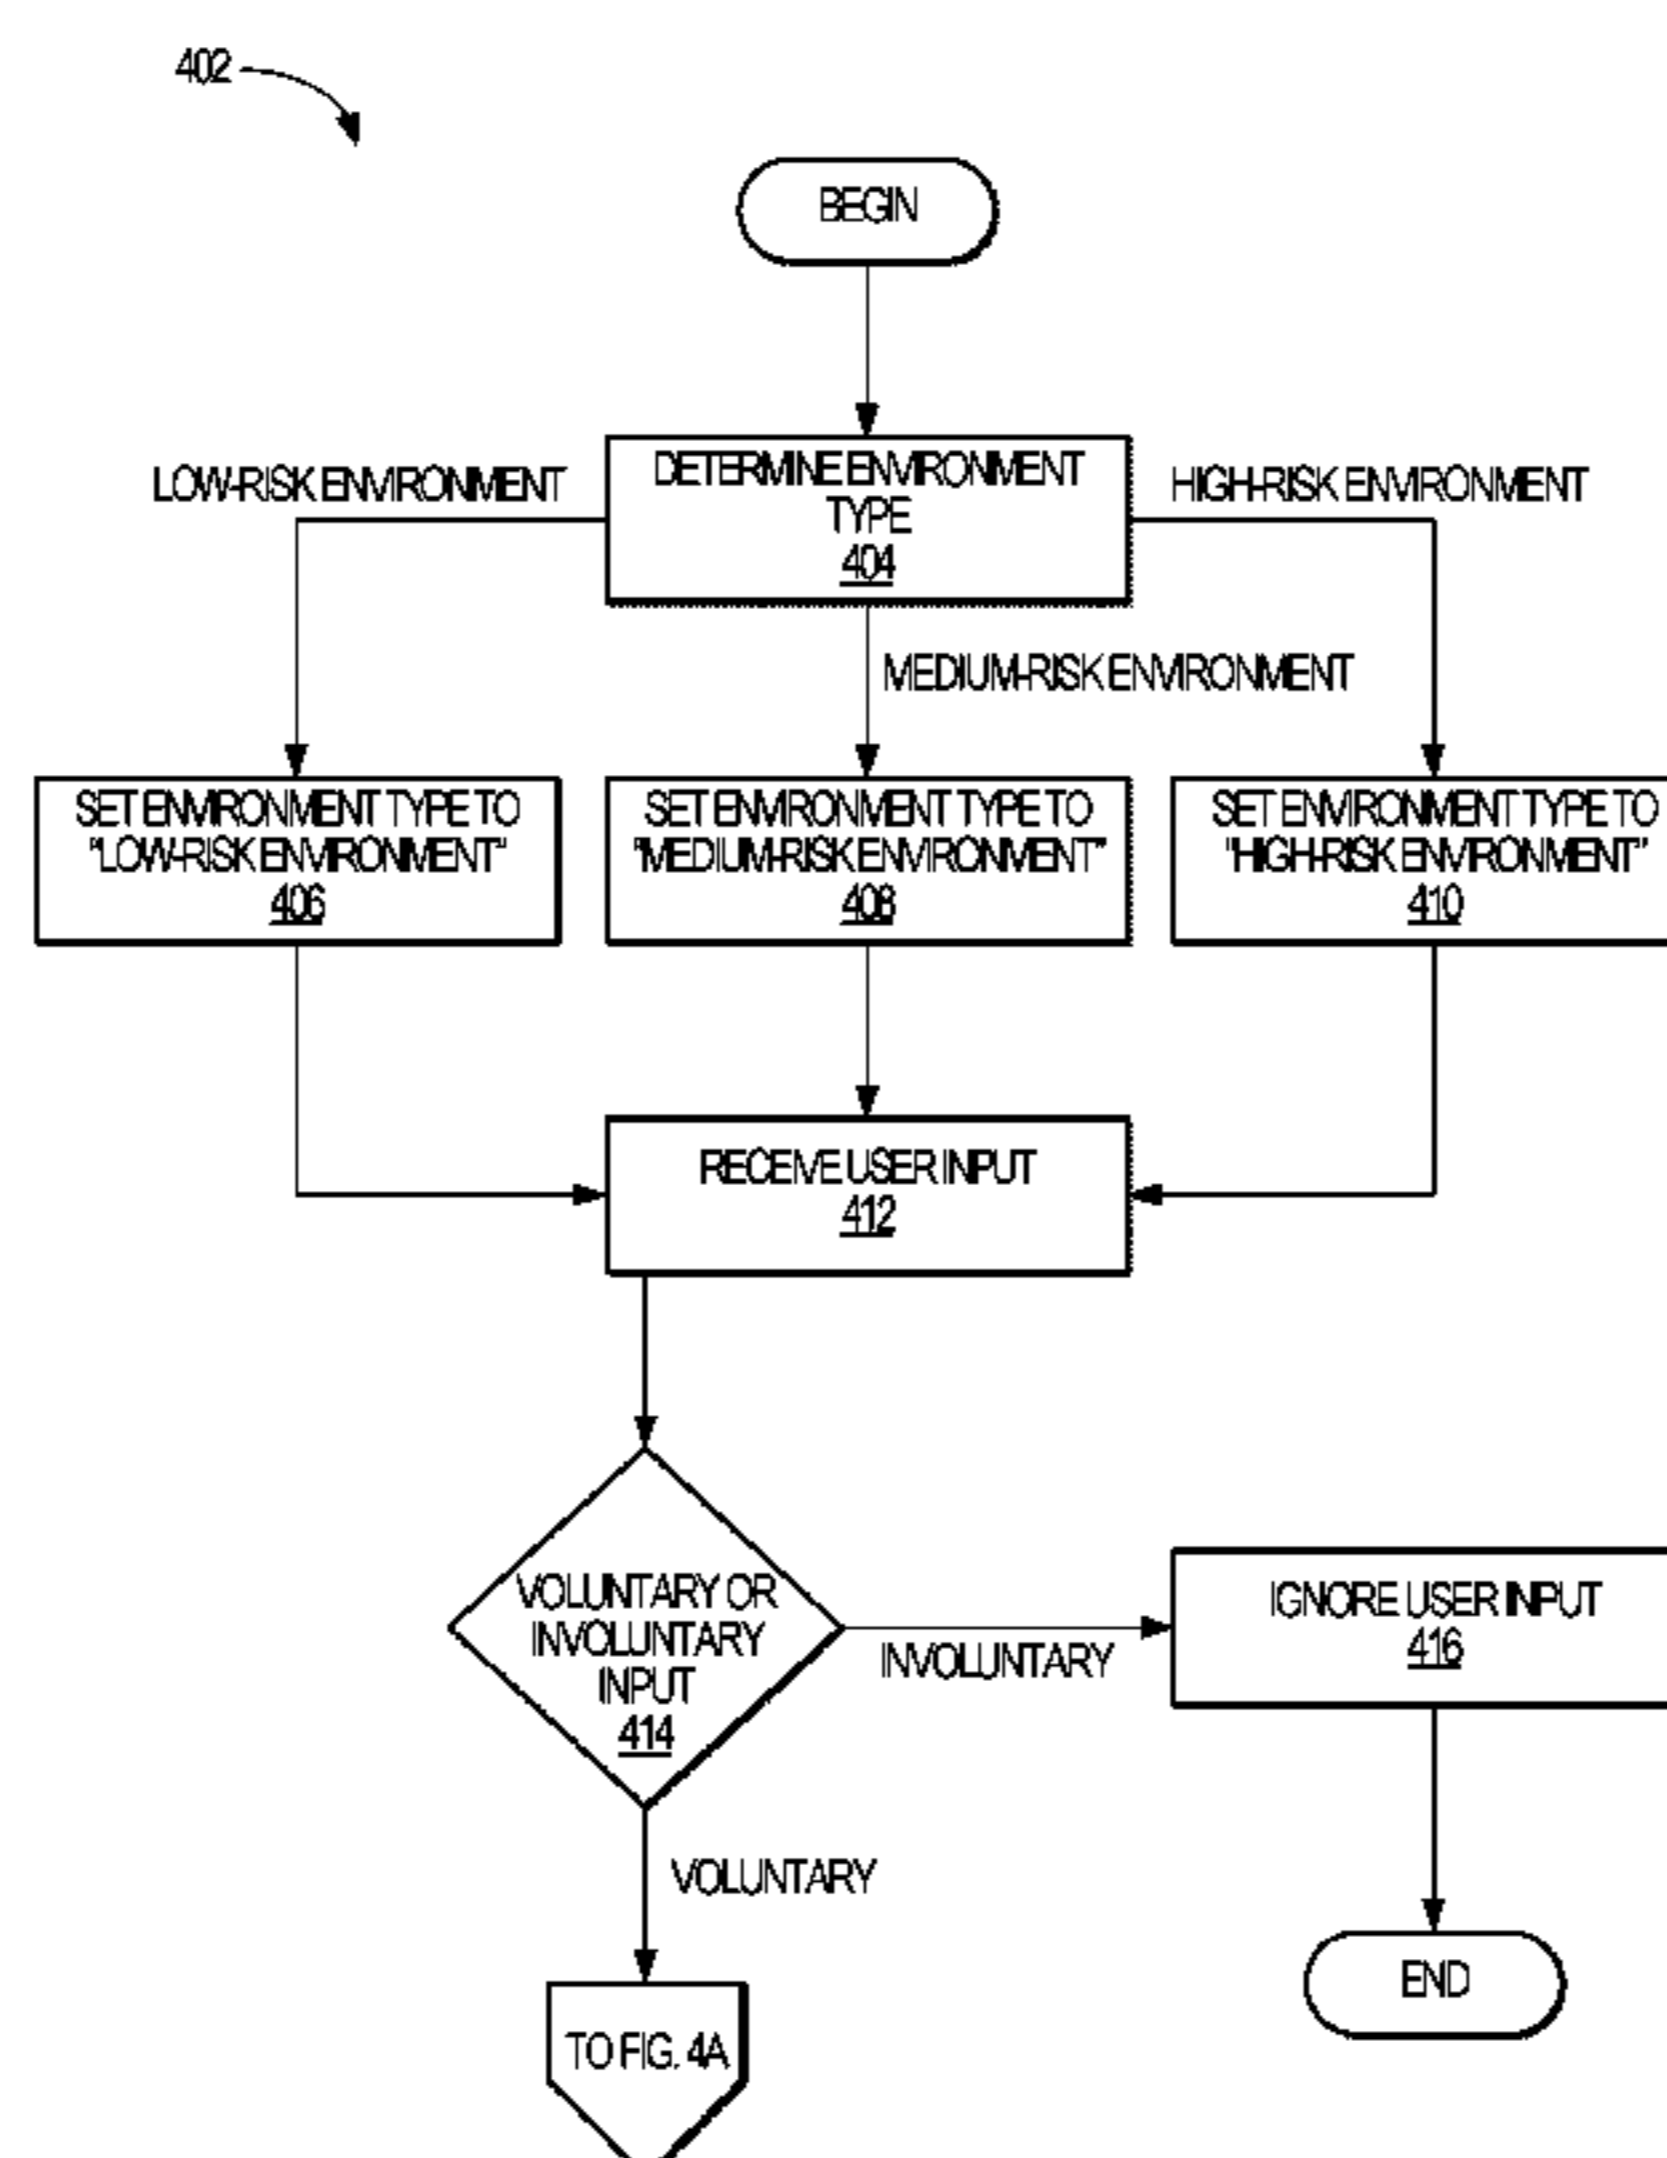 402
BEGIN
LOW-RISK ENVIRONMENT
DETERMINE ENVIRONMENT
TYPE
404
HIGH-RISK ENVIRONMENT
MEDIUM-RISK ENVIRONMENT
SET ENVIRONMENT TYPE TO
"LOW-RISK ENVIRONMENT"
406
SET ENVIRONMENT TYPE TO
"MEDIUM-RISK ENVIRONMENT"
408
SET ENVIRONMENT TYPE TO
"HIGH-RISK ENVIRONMENT"
410
RECEIVE USER INPUT
412
VOLUNTARY OR
INVOLUNTARY
INPUT
414
INVOLUNTARY
IGNORE USER INPUT
416
VOLUNTARY
END
TO FIG. 4A